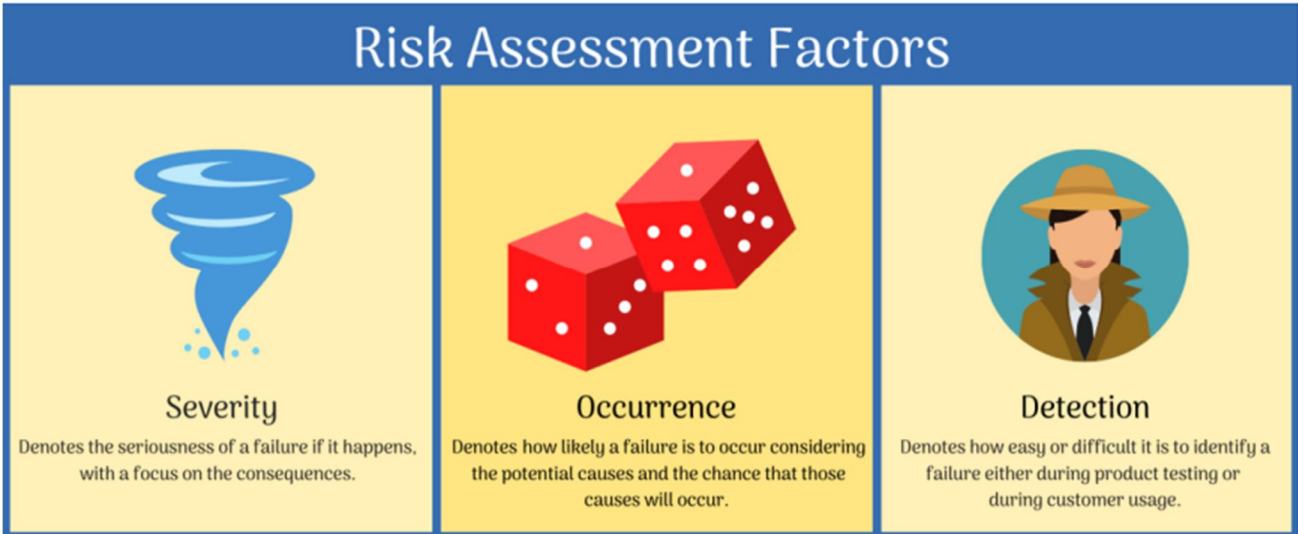 Risk Assessment Factors
Severity
Denotes the seriousness of a failure if it happens,
with a focus on the consequences.
Occurrence
Denotes how likely a failure is to occur considering
the potential causes and the chance that those
causes will occur.
Detection
Denotes how easy or difficult it is to identify a
failure either during product testing or
during customer usage.